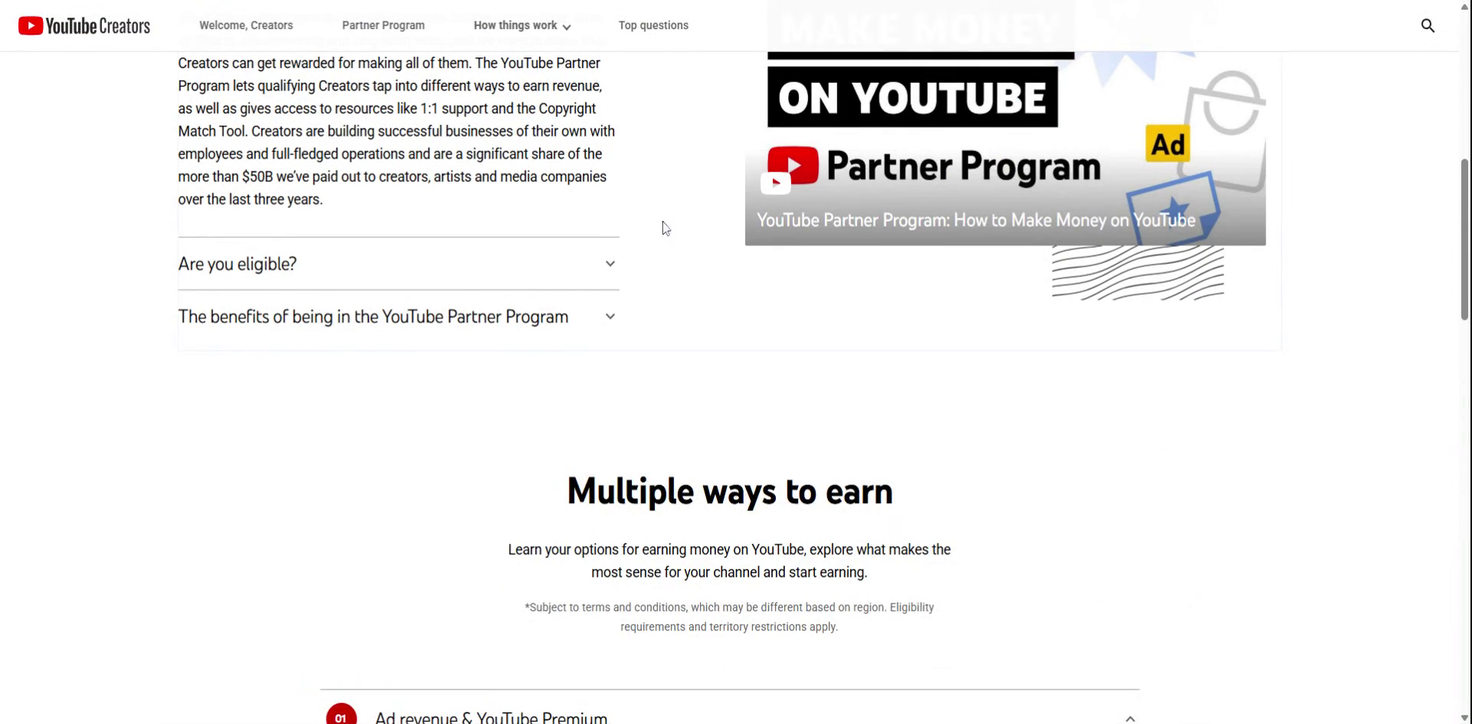 YouTube Creators
Welcome, Creators
Partner Program
How things work
Top questions
MAKE MONEY
Creators can get rewarded for making all of them. The YouTube Partner
Program lets qualifying Creators tap into different ways to earn revenue,
as well as gives access to resources like 1:1 support and the Copyright
Match Tool. Creators are building successful businesses of their own with
employees and full-fledged operations and are a significant share of the
more than $50B we've paid out to creators, artists and media companies
over the last three years.
Are you eligible?
The benefits of being in the YouTube Partner Program
ON YOUTUBE
Ad
Partner Program
YouTube Partner Program: How to Make Money on YouTube
Multiple ways to earn
Learn your options for earning money on YouTube, explore what makes the
most sense for your channel and start earning.
*Subject to terms and conditions, which may be different based on region. Eligibility
requirements and territory restrictions apply.
01 Ad revenue & YouTube Premium